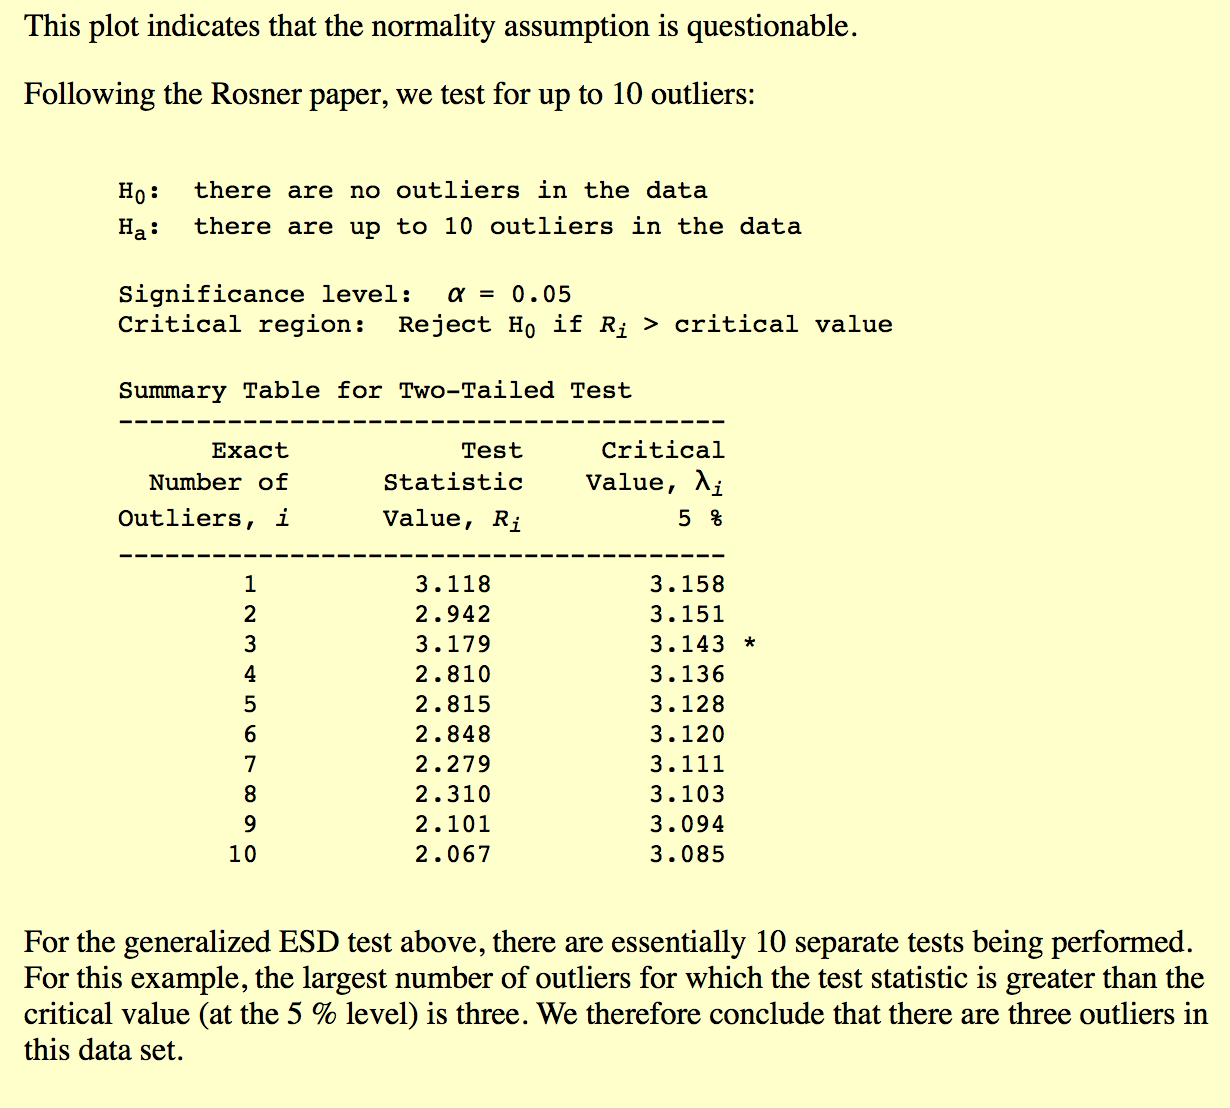 This plot indicates that the normality assumption is questionable.
Following the Rosner paper, we test for up to 10 outliers:
H0: there are no outliers in the data
Ha: there are up to 10 outliers in the data
Significance level: α = 0.05
Critical region: Reject H0 if Ri > critical value
Summary Table for Two-Tailed Test
---------------------------------------
Exact Test Critical
Number of Statistic Value, λi
Outliers, i Value, Ri 5 %
---------------------------------------
1 3.118 3.158
2 2.942 3.151
3 3.179 3.143 *
4 2.810 3.136
5 2.815 3.128
6 2.848 3.120
7 2.279 3.111
8 2.310 3.103
9 2.101 3.094
10 2.067 3.085
For the generalized ESD test above, there are essentially 10 separate tests being performed.
For this example, the largest number of outliers for which the test statistic is greater than the
critical value (at the 5 % level) is three. We therefore conclude that there are three outliers in
this data set.